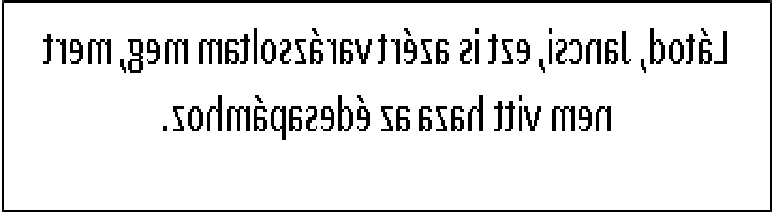 Látod, Jancsi, ezt is azért varázsoltam meg, mert
nem vitt haza az édesapámhoz.